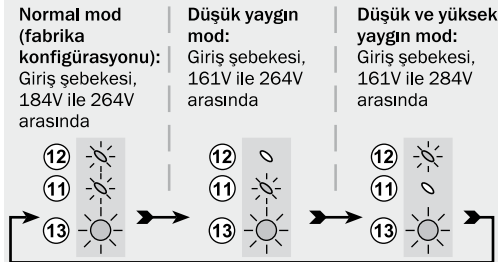 Normal mod
(fabrika
konfigürasyonu):
Giriş şebekesi,
184V ile 264V
arasında
Düşük yaygın
mod:
Giriş şebekesi,
161V ile 264V
arasında
Düşük ve yüksek
yaygın mod:
Giriş şebekesi,
161V ile 284V
arasında
12
11
13
12
11
13
12
11
13